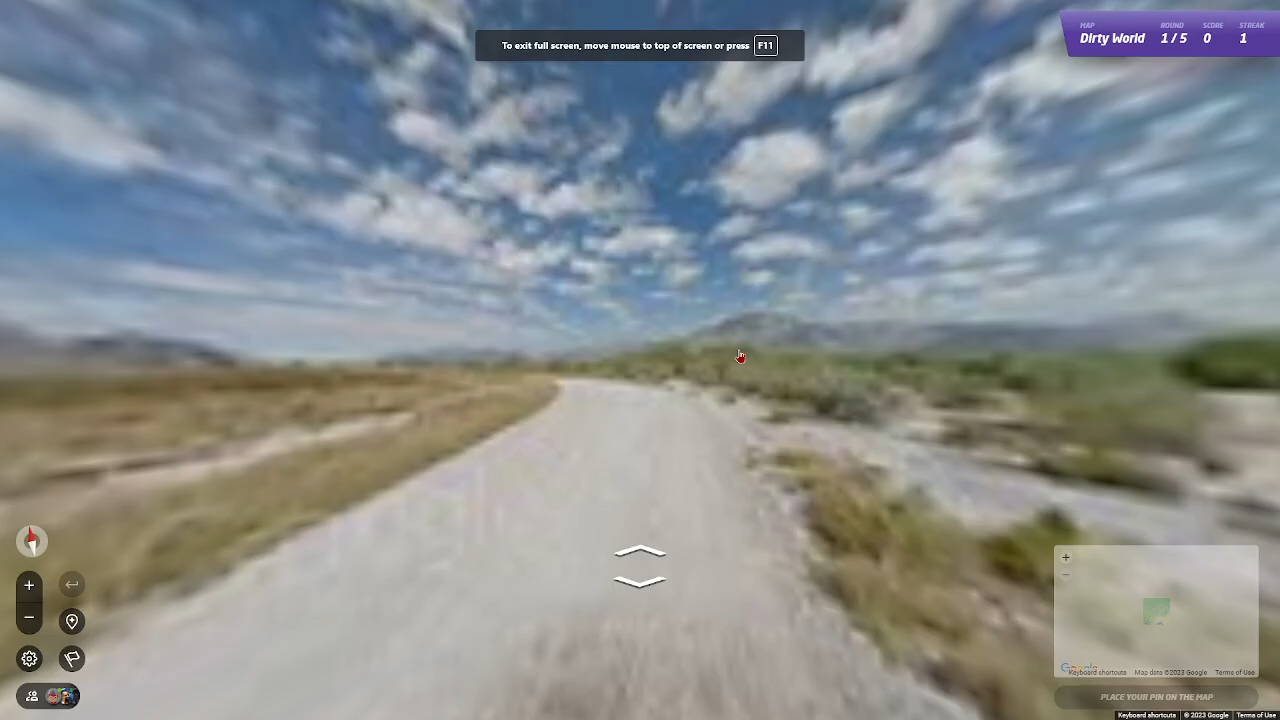 To exit full screen, move mouse to top of screen or press F11
MAP ROUND SCORE STREAK
Dirty World 1 / 5 0 1
+
−
+
−
Google
Keyboard shortcuts Map data ©2023 Google Terms of Use
PLACE YOUR PIN ON THE MAP
Keyboard shortcuts © 2023 Google Terms of Use